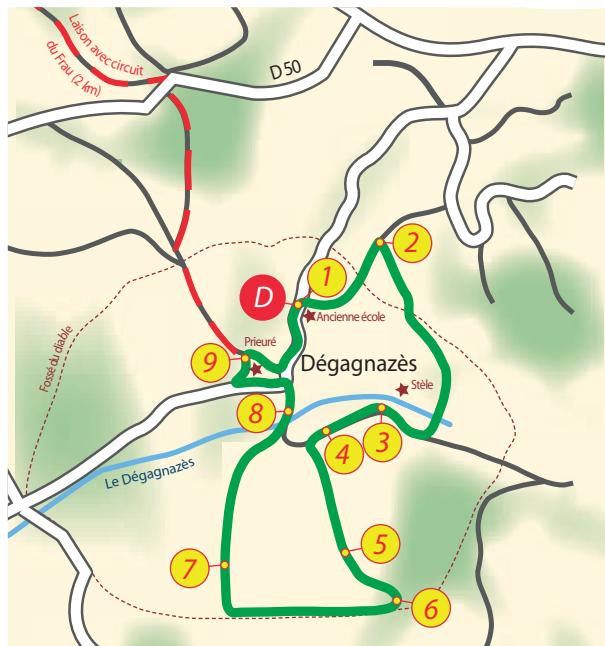 Laison avec circuit
du Frau (2 km)
D 50
2
1
D
Ancienne école
Prieuré
Fossé du diable
9
Dégagnazès
Stèle
8
3
4
Le Dégagnazès
5
7
6